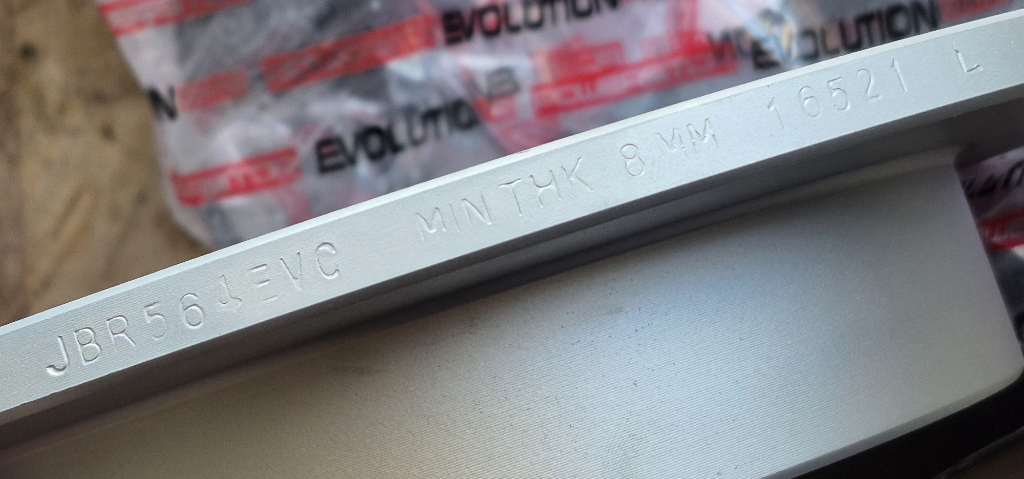 EVOLUTION
EVOLUTION
EVOLUTION
JBR564EVC MIN THK 8 MM 16521 L